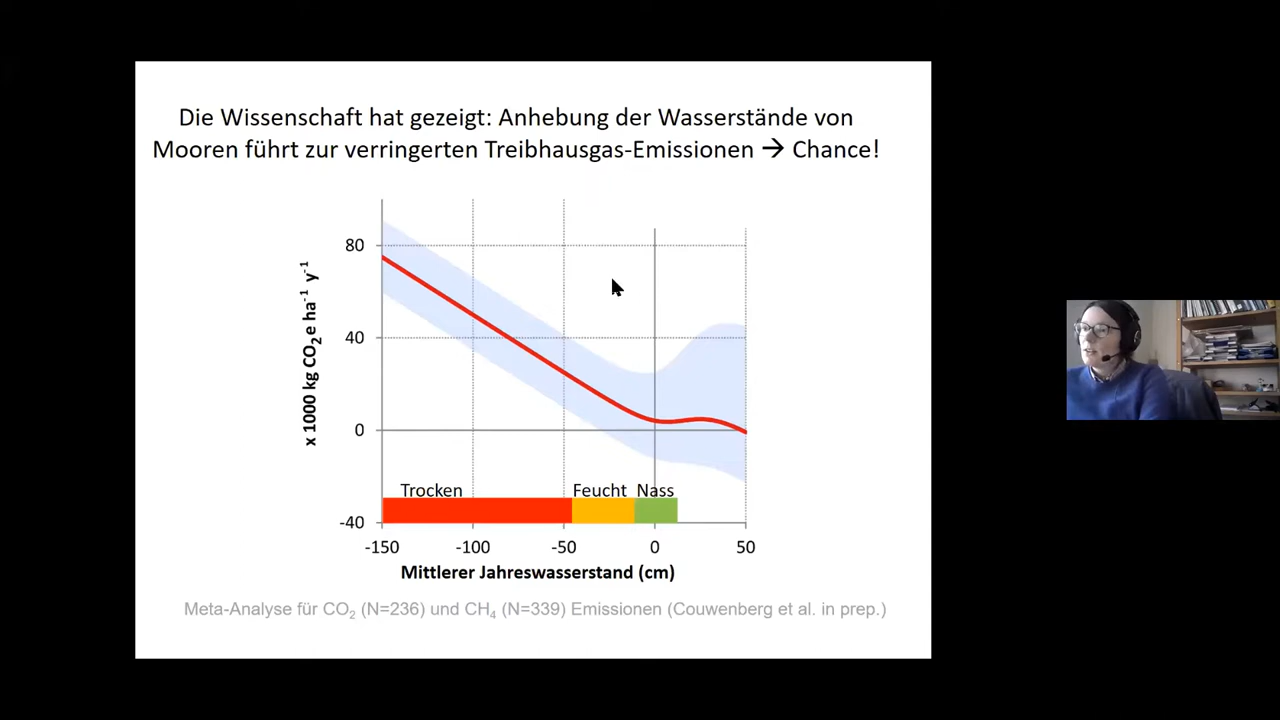 Die Wissenschaft hat gezeigt: Anhebung der Wasserstände von
Mooren führt zur verringerten Treibhausgas-Emissionen → Chance!
x 1000 kg CO₂e ha⁻¹ y⁻¹
80
40
0
-40
Trocken Feucht Nass
-150 -100 -50 0 50
Mittlerer Jahreswasserstand (cm)
Meta-Analyse für CO₂ (N=236) und CH₄ (N=339) Emissionen (Couwenberg et al. in prep.)